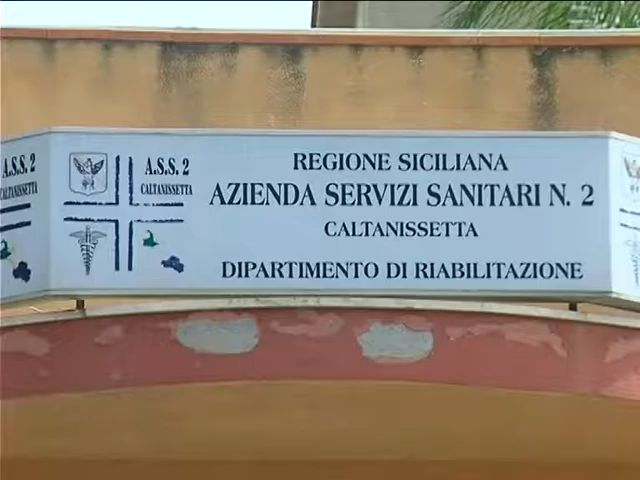 A.S.S. 2
CALTANISSETTA
A.S.S. 2
CALTANISSETTA
REGIONE SICILIANA
AZIENDA SERVIZI SANITARI N. 2
CALTANISSETTA
DIPARTIMENTO DI RIABILITAZIONE